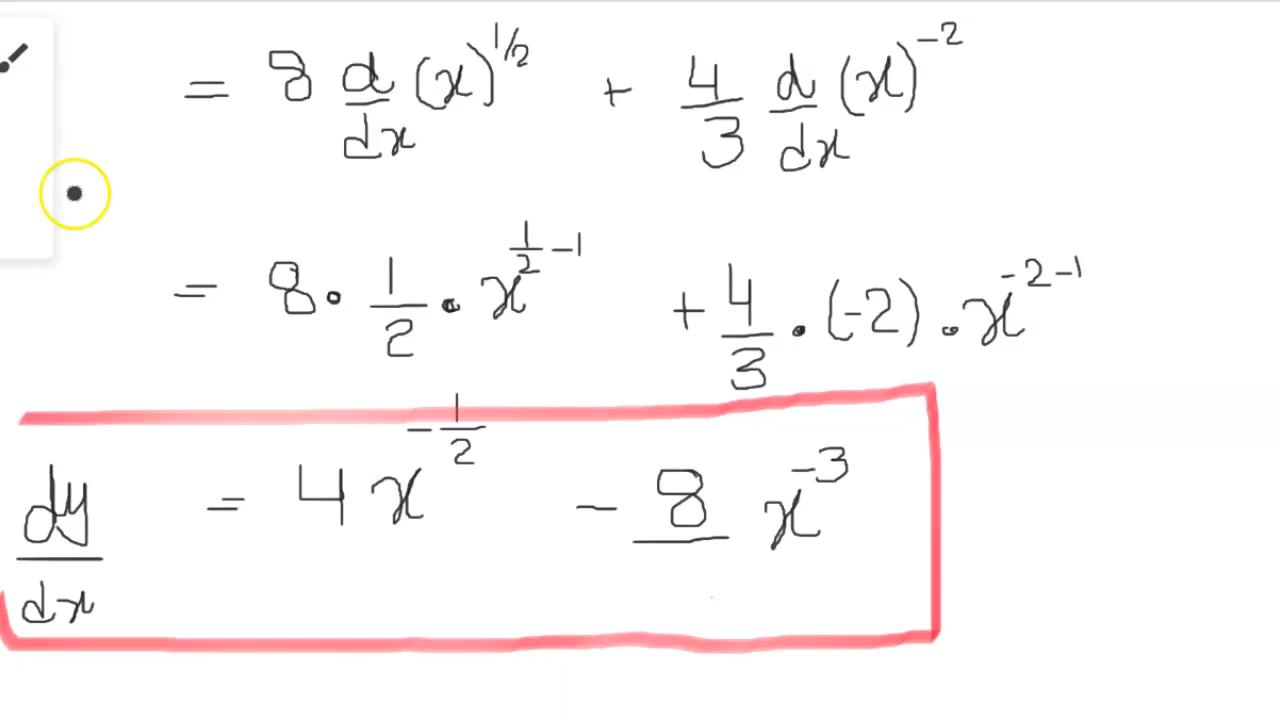 = 8 d/dx (x)^1/2 + 4/3 d/dx (x)^-2
= 8 · 1/2 · x^1/2-1 + 4/3 · (-2) · x^-2-1
dy/dx = 4x^-1/2 - 8/ x^-3